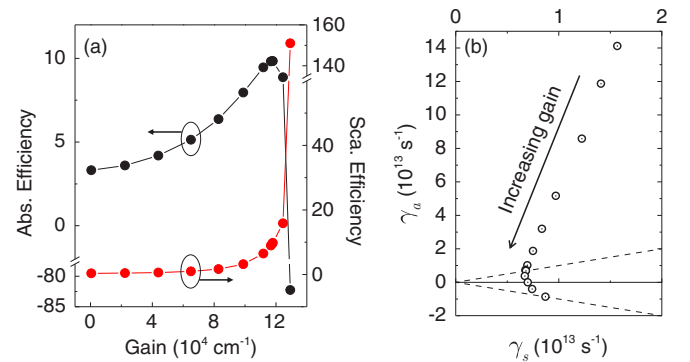 (a)
10
5
0
-80
-85
Abs. Efficiency
160
140
40
20
0
Sca. Efficiency
0 4 8 12
Gain (10⁴ cm⁻¹)
0 1 2
(b)
14
12
10
8
6
4
2
0
-2
γₐ (10¹³ s⁻¹)
Increasing gain
γₛ (10¹³ s⁻¹)